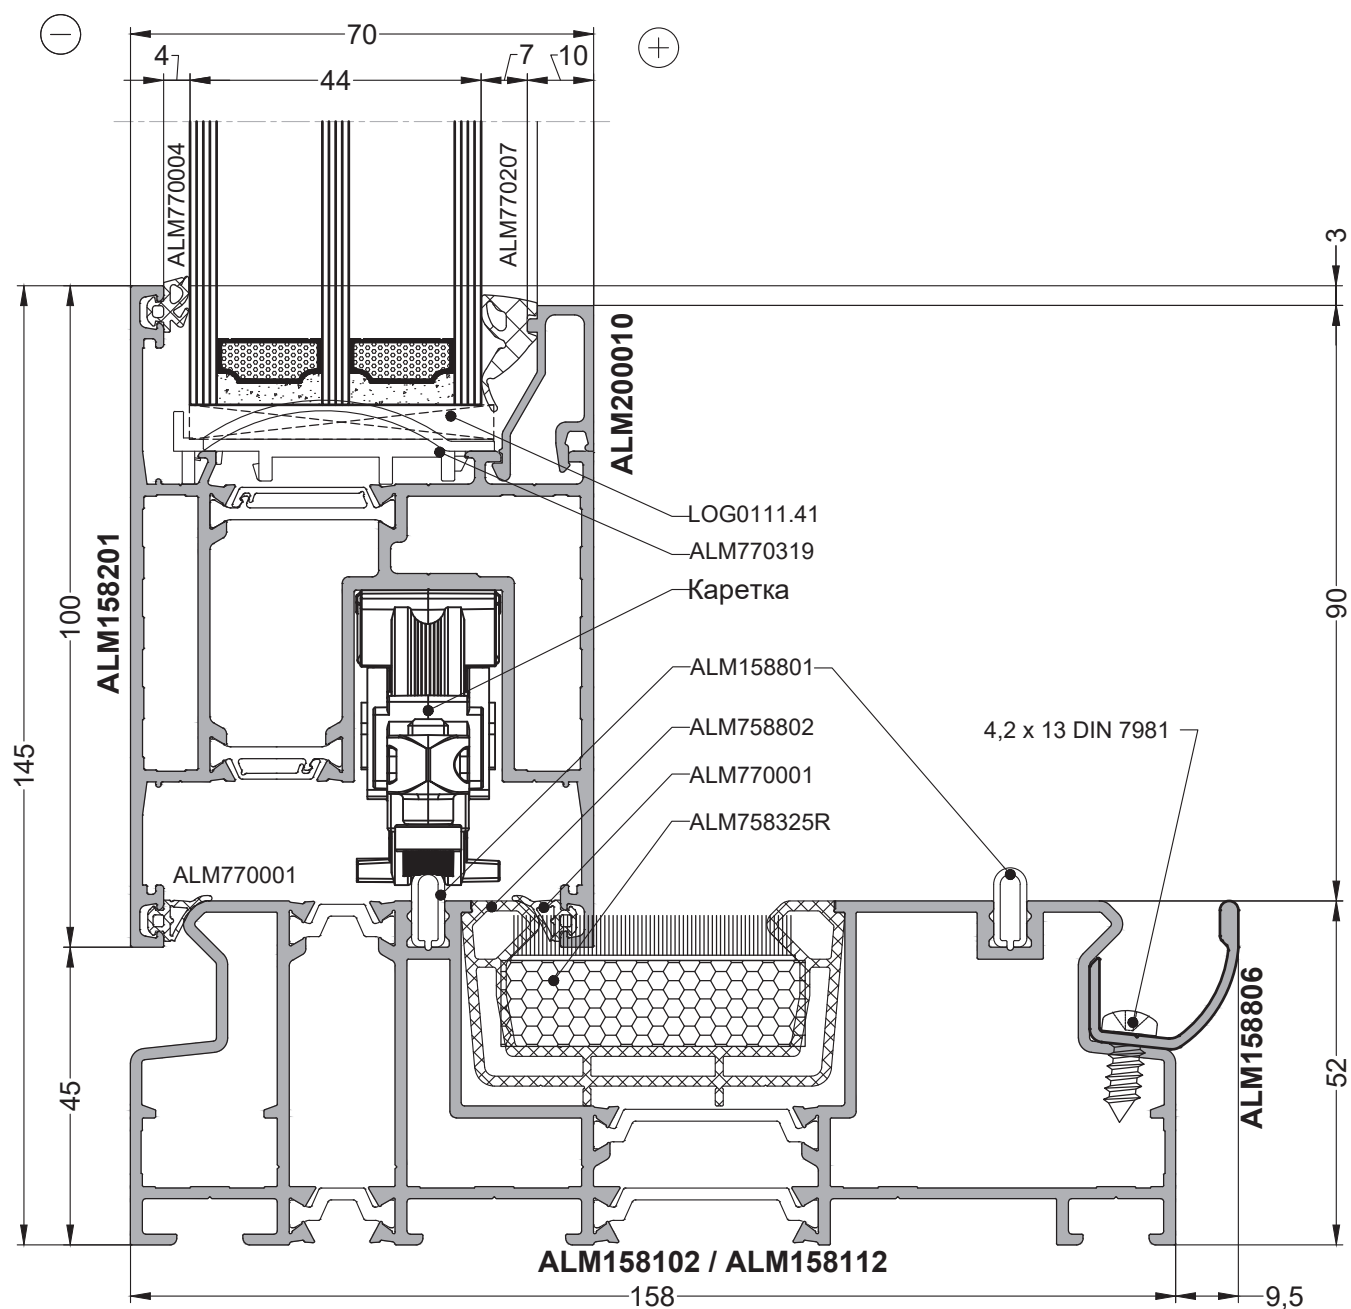 70
4
44
7
10
ALM770004
ALM770207
3
ALM200010
145
100
ALM158201
LOG0111.41
ALM770319
Каретка
90
ALM158801
ALM758802
4,2 x 13 DIN 7981
ALM770001
ALM758325R
ALM770001
45
ALM158806
52
ALM158102 / ALM158112
158
9,5